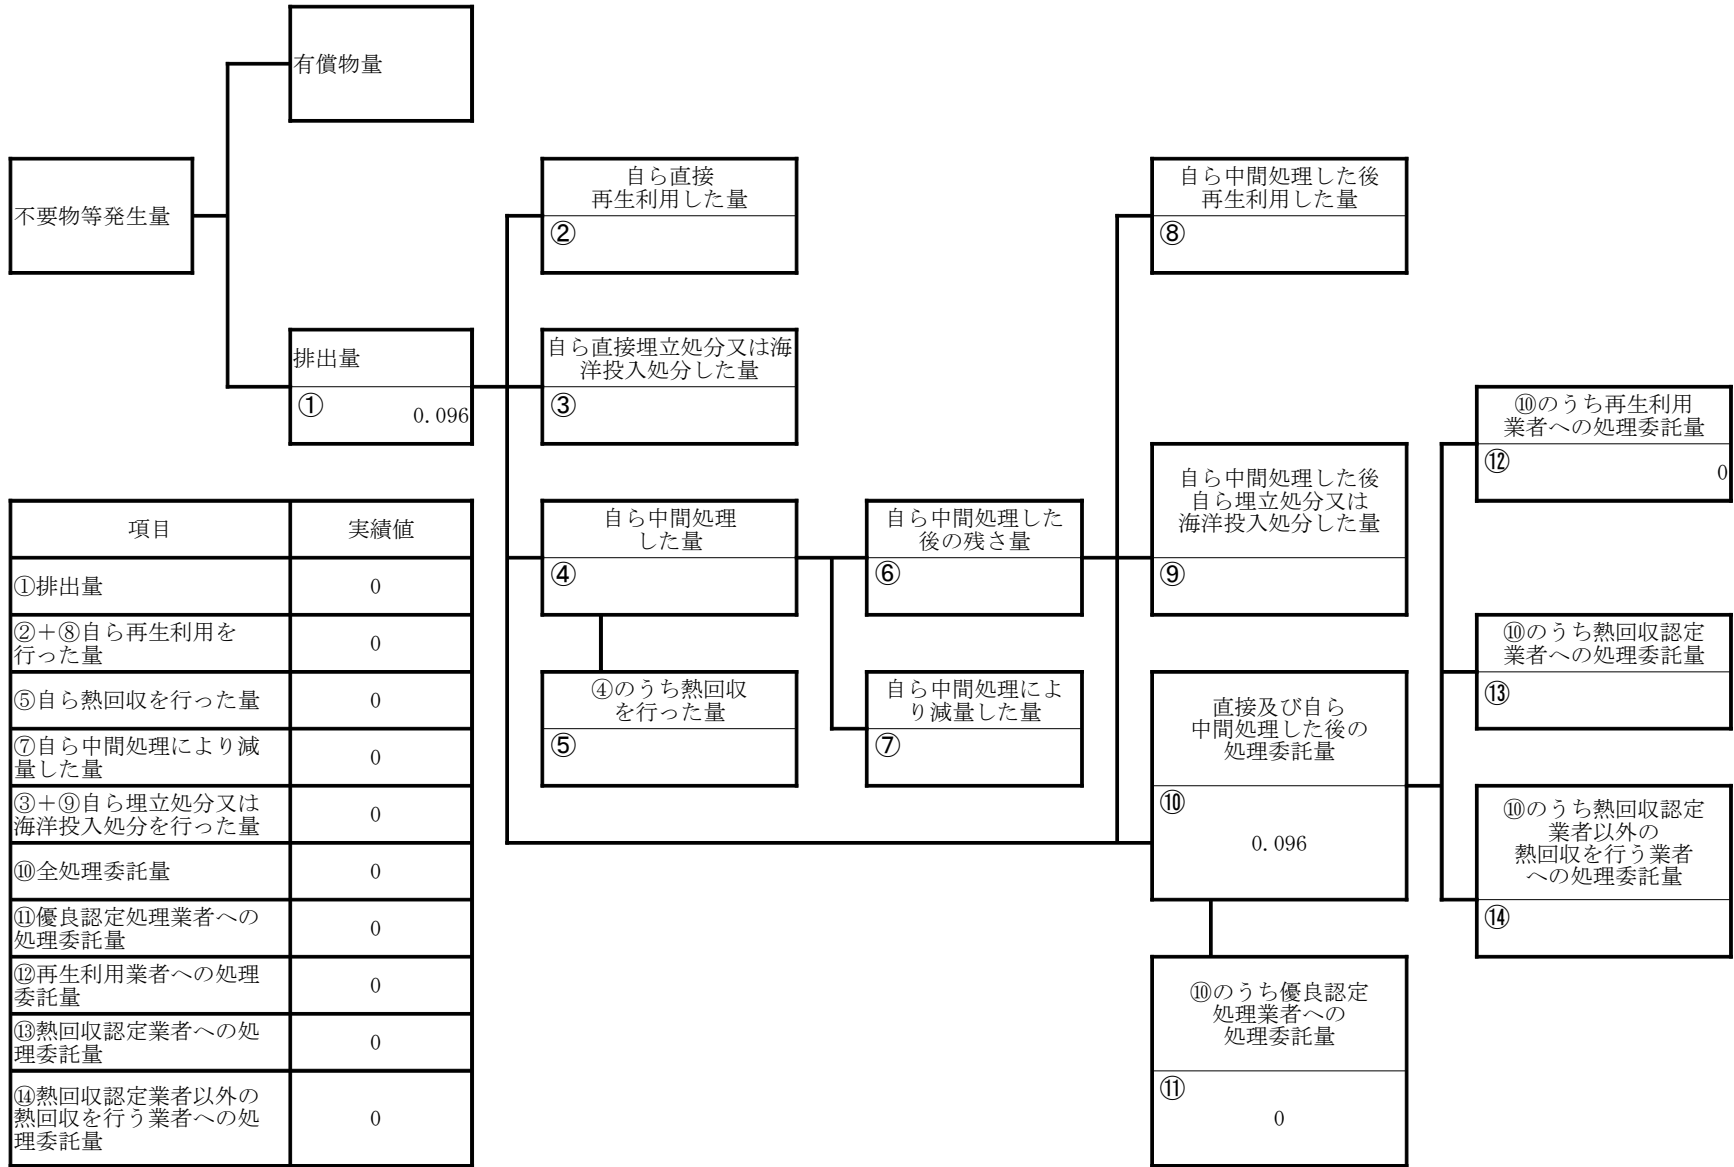 有償物量
不要物等発生量
自ら直接
再生利用した量
②
自ら中間処理した後
再生利用した量
⑧
排出量
① 0.096
自ら直接埋立処分又は海
洋投入処分した量
③
⑩のうち再生利用
業者への処理委託量
⑫ 0
自ら中間処理した後
自ら埋立処分又は
海洋投入処分した量
⑨
自ら中間処理
した量
④
自ら中間処理した
後の残さ量
⑥
④のうち熱回収
を行った量
⑤
自ら中間処理によ
り減量した量
⑦
直接及び自ら
中間処理した後の
処理委託量
⑩
0.096
⑩のうち熱回収認定
業者への処理委託量
⑬
⑩のうち熱回収認定
業者以外の
熱回収を行う業者
への処理委託量
⑭
⑩のうち優良認定
処理業者への
処理委託量
⑪
0
項目 実績値
①排出量 0
②＋⑧自ら再生利用を
行った量 0
⑤自ら熱回収を行った量 0
⑦自ら中間処理により減
量した量 0
③＋⑨自ら埋立処分又は
海洋投入処分を行った量 0
⑩全処理委託量 0
⑪優良認定処理業者への
処理委託量 0
⑫再生利用業者への処理
委託量 0
⑬熱回収認定業者への処
理委託量 0
⑭熱回収認定業者以外の
熱回収を行う業者への処
理委託量 0